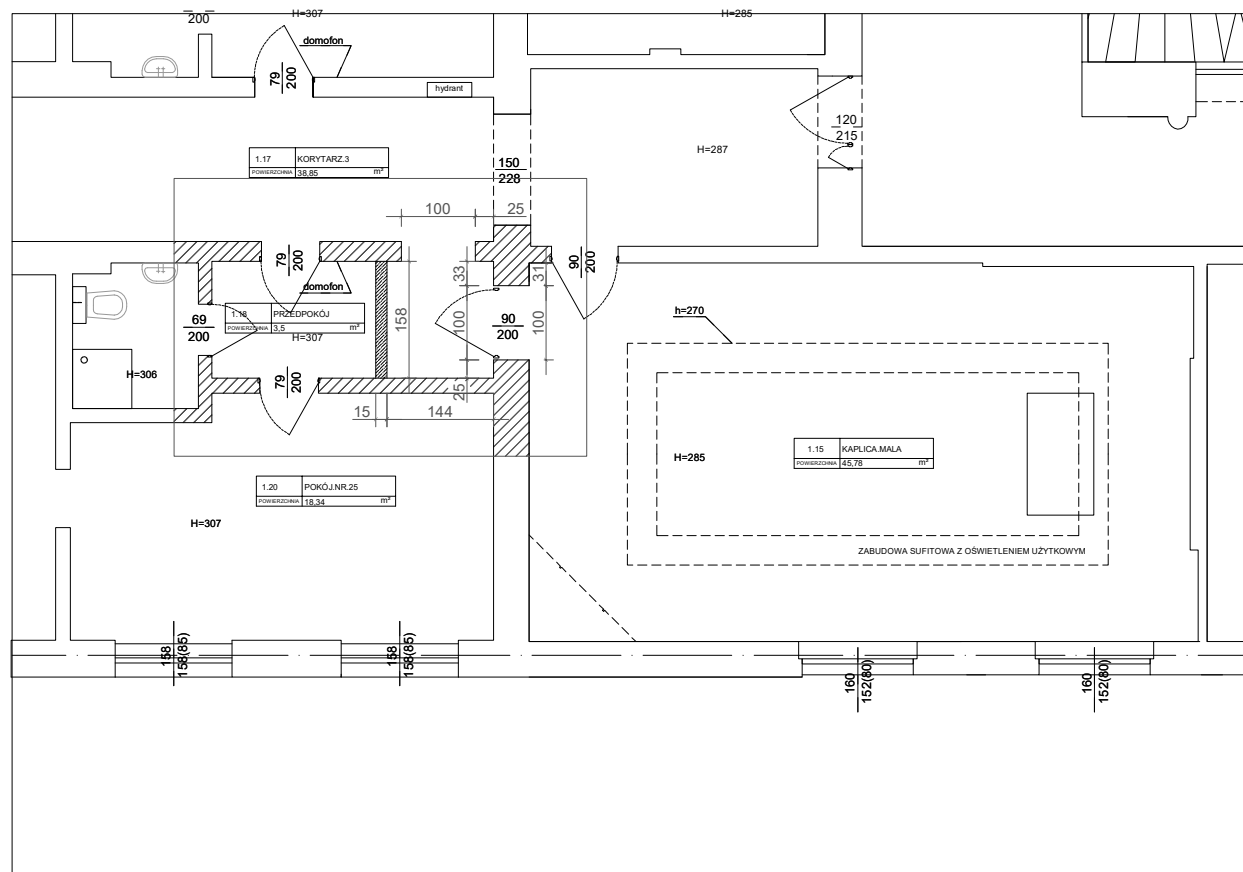 200
H=307
H=285
domofon
79
200
hydrant
120
215
H=287
1.17 KORYTARZ.3
POWIERZCHNIA 38,85 m²
150
228
100 25
79
200
domofon
33
31
90
200
1.18 PRZEDPOKÓJ
POWIERZCHNIA 3,5 m²
H=307
69
200
158
100
90
200
100
h=270
H=306
79
200
25
15 144
1.15 KAPLICA.MALA
POWIERZCHNIA 45,78 m²
H=285
1.20 POKÓJ.NR.25
POWIERZCHNIA 18,34 m²
H=307
ZABUDOWA SUFITOWA Z OŚWIETLENIEM UŻYTKOWYM
158
158(85)
158
158(85)
160
152(80)
160
152(80)